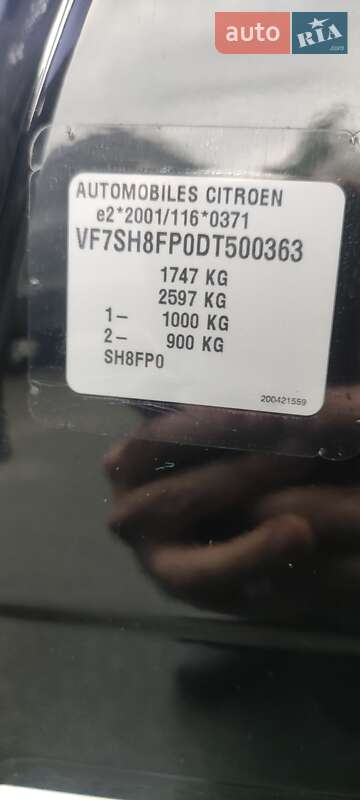 auto
RIA
.com
AUTOMOBILES CITROEN
e2*2001/116*0371
VF7SH8FP0DT500363
1747 KG
2597 KG
1- 1000 KG
2- 900 KG
SH8FP0
200421559